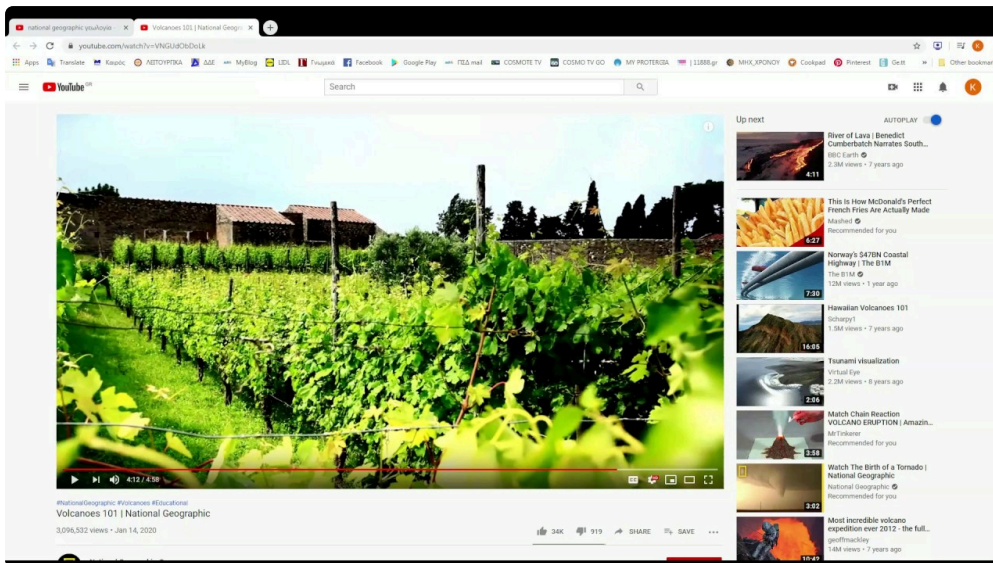 national geographic γεωλογία
Volcanoes 101 | National Geogr
youtube.com/watch?v=VNGUdObDoLk
Apps Translate Καιρός ΛΕΙΤΟΥΡΓΙΚΑ ΔΔΕ MyBlog LIDL Γνωμικά Facebook Google Play ΠΣΔ mail COSMOTE TV COSMO TV GO MY PROTERGIA | 11888.gr ΜΗΧ_ΧΡΟΝΟΥ Cookpad Pinterest Ge.tt » Other bookmar
YouTube GR
Search
K
4:12 / 4:58
#NationalGeographic #Volcanoes #Educational
Volcanoes 101 | National Geographic
3,096,532 views • Jan 14, 2020
34K 919 SHARE SAVE
Up next
AUTOPLAY
River of Lava | Benedict
Cumberbatch Narrates South...
BBC Earth
2.3M views • 7 years ago
4:11
This Is How McDonald's Perfect
French Fries Are Actually Made
Mashed
Recommended for you
6:27
Norway's $47BN Coastal
Highway | The B1M
The B1M
12M views • 1 year ago
7:30
Hawaiian Volcanoes 101
Scharpy1
1.5M views • 7 years ago
16:05
Tsunami visualization
Virtual Eye
2.2M views • 8 years ago
2:06
Match Chain Reaction
VOLCANO ERUPTION | Amazin...
MrTinkerer
Recommended for you
3:58
Watch The Birth of a Tornado |
National Geographic
National Geographic
Recommended for you
3:02
Most incredible volcano
expedition ever 2012 - the full...
geoffmackley
14M views • 7 years ago
10:42